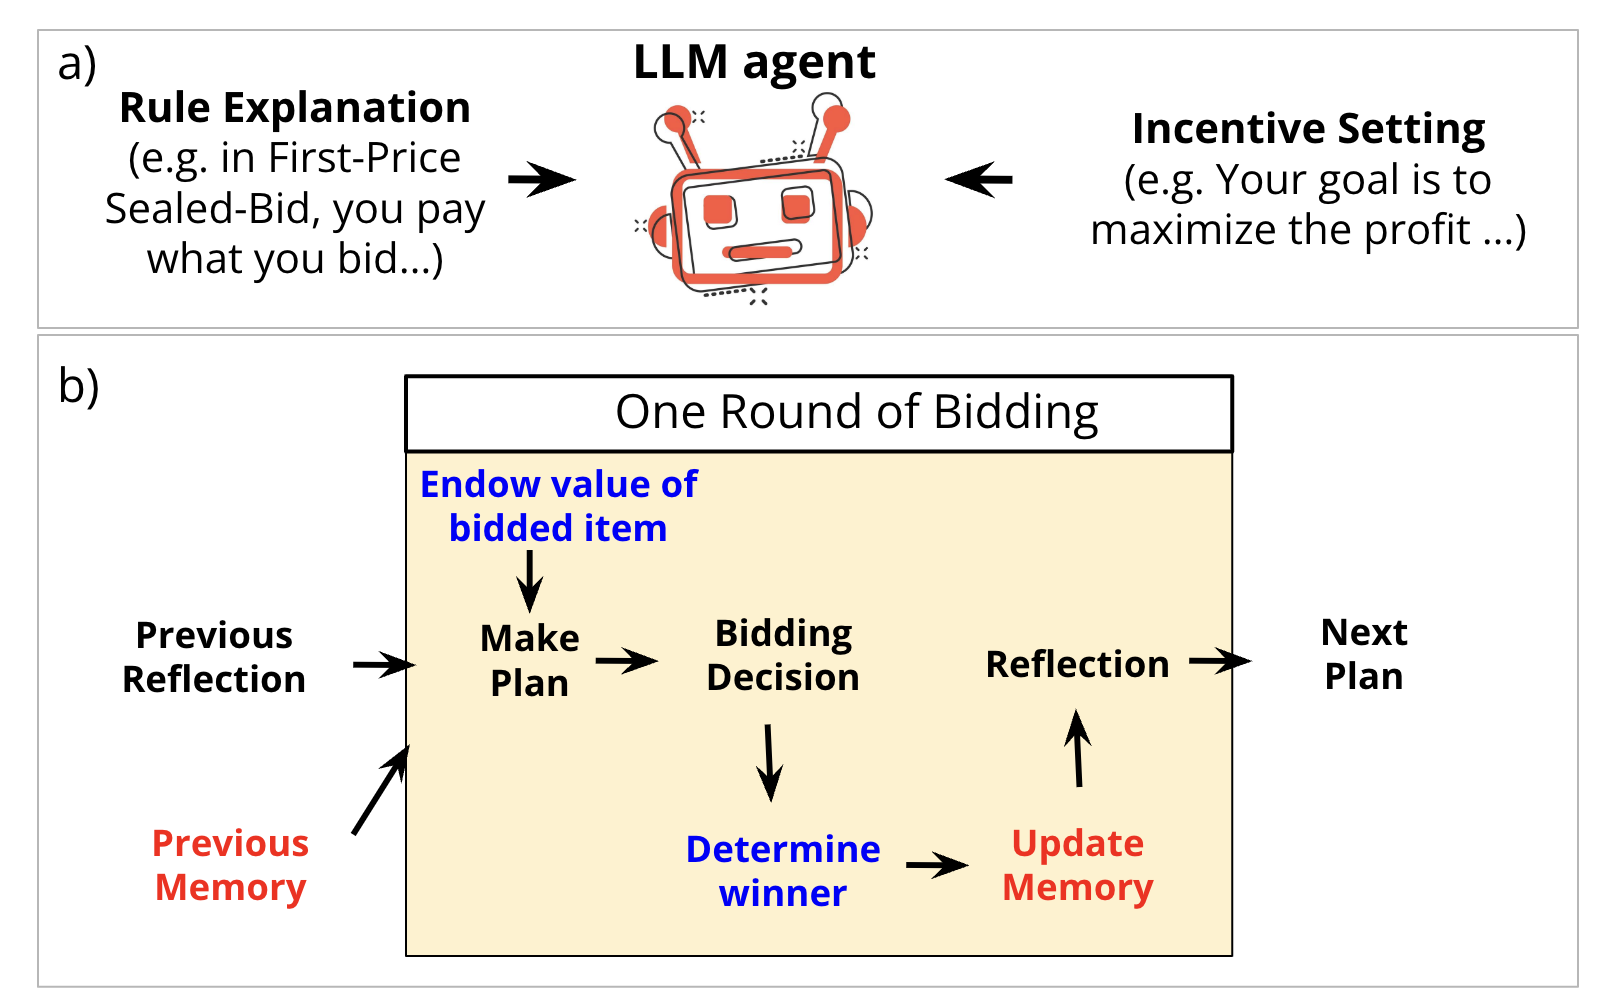 a)
Rule Explanation
(e.g. in First-Price
Sealed-Bid, you pay
what you bid...)
LLM agent
Incentive Setting
(e.g. Your goal is to
maximize the profit ...)
b)
One Round of Bidding
Endow value of
bidded item
Previous
Reflection
Make
Plan
Bidding
Decision
Reflection
Next
Plan
Previous
Memory
Determine
winner
Update
Memory